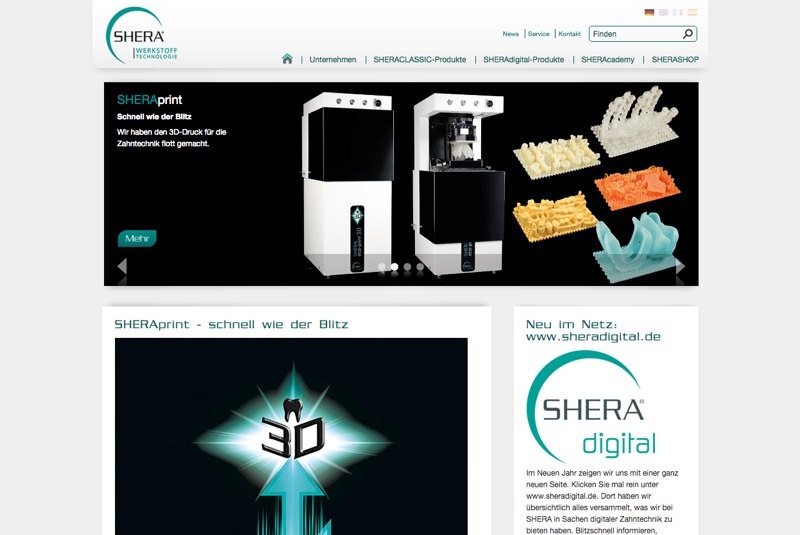 SHERA®
WERKSTOFF
TECHNOLOGIE
News
Service
Kontakt
Finden
Unternehmen
SHERACLASSIC-Produkte
SHERAdigital-Produkte
SHERAcademy
SHERASHOP
SHERAprint
Schnell wie der Blitz
Wir haben den 3D-Druck für die
Zahntechnik flott gemacht.
Mehr
SHERA
eco-print 3D
SHERAprint - schnell wie der Blitz
3D
Neu im Netz:
www.sheradigital.de
SHERA®
digital
Im Neuen Jahr zeigen wir uns mit einer ganz
neuen Seite. Klicken Sie mal rein unter
www.sheradigital.de. Dort haben wir
übersichtlich alles versammelt, was wir bei
SHERA in Sachen digitaler Zahntechnik zu
bieten haben. Blitzschnell informieren,